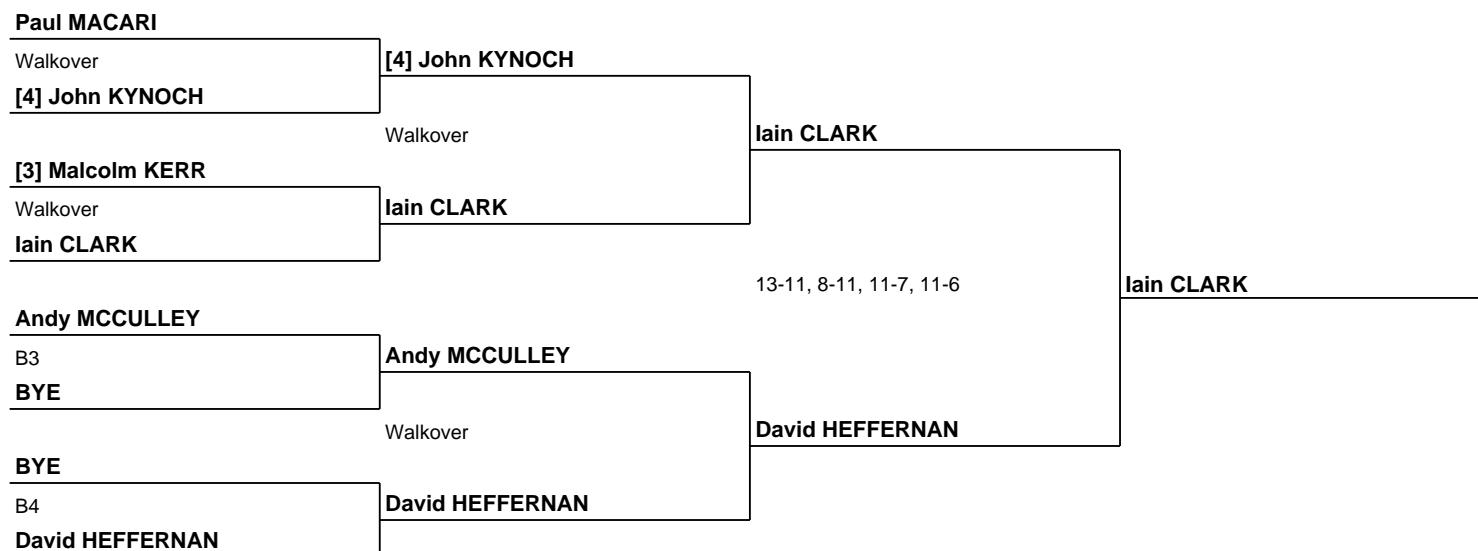 Paul MACARI
Walkover
[4] John KYNOCH
[4] John KYNOCH
Walkover
Iain CLARK
[3] Malcolm KERR
Walkover
Iain CLARK
Iain CLARK
13-11, 8-11, 11-7, 11-6
Iain CLARK
Andy MCCULLEY
B3
Andy MCCULLEY
BYE
Walkover
David HEFFERNAN
BYE
B4
David HEFFERNAN
David HEFFERNAN